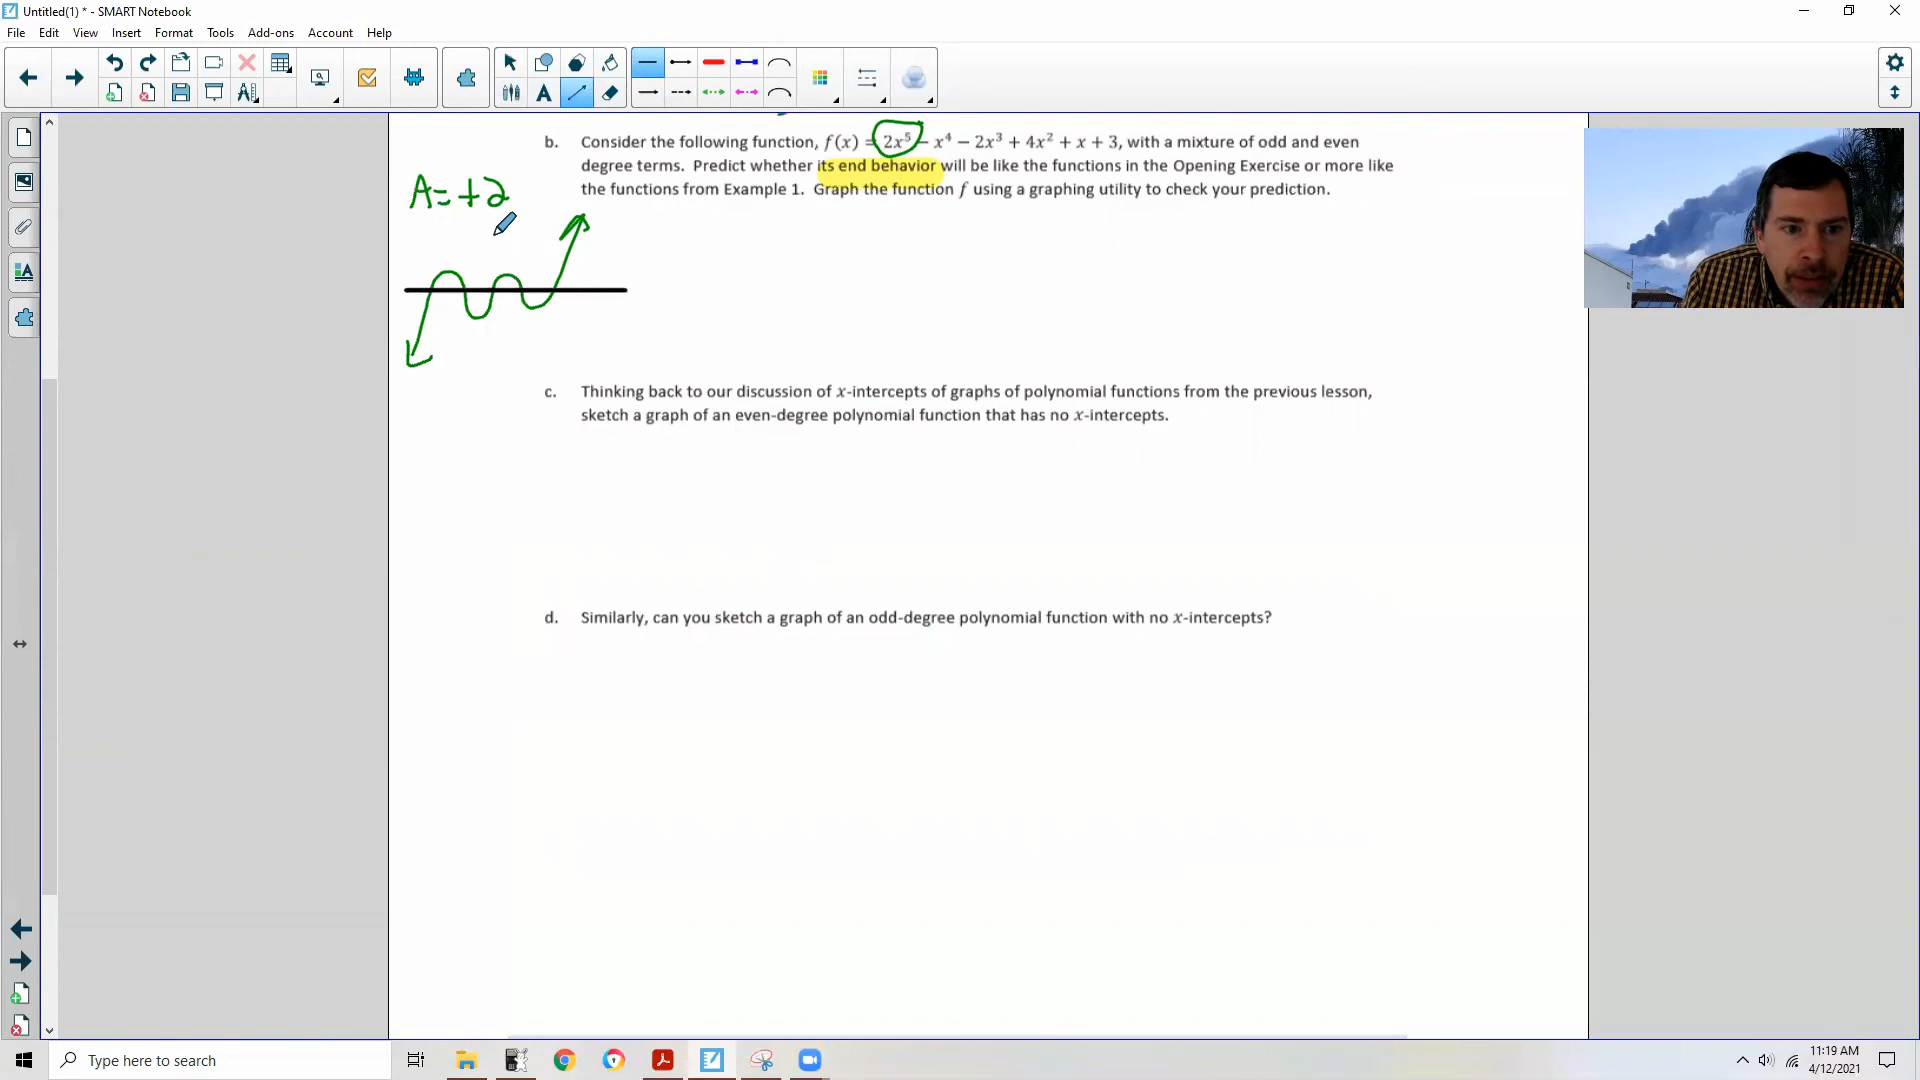 Untitled(1) * - SMART Notebook
File Edit View Insert Format Tools Add-ons Account Help
b. Consider the following function, f(x) = 2x⁵ − x⁴ − 2x³ + 4x² + x + 3, with a mixture of odd and even
degree terms. Predict whether its end behavior will be like the functions in the Opening Exercise or more like
the functions from Example 1. Graph the function f using a graphing utility to check your prediction.
A = +2
c. Thinking back to our discussion of x-intercepts of graphs of polynomial functions from the previous lesson,
sketch a graph of an even-degree polynomial function that has no x-intercepts.
d. Similarly, can you sketch a graph of an odd-degree polynomial function with no x-intercepts?
Type here to search
11:19 AM
4/12/2021